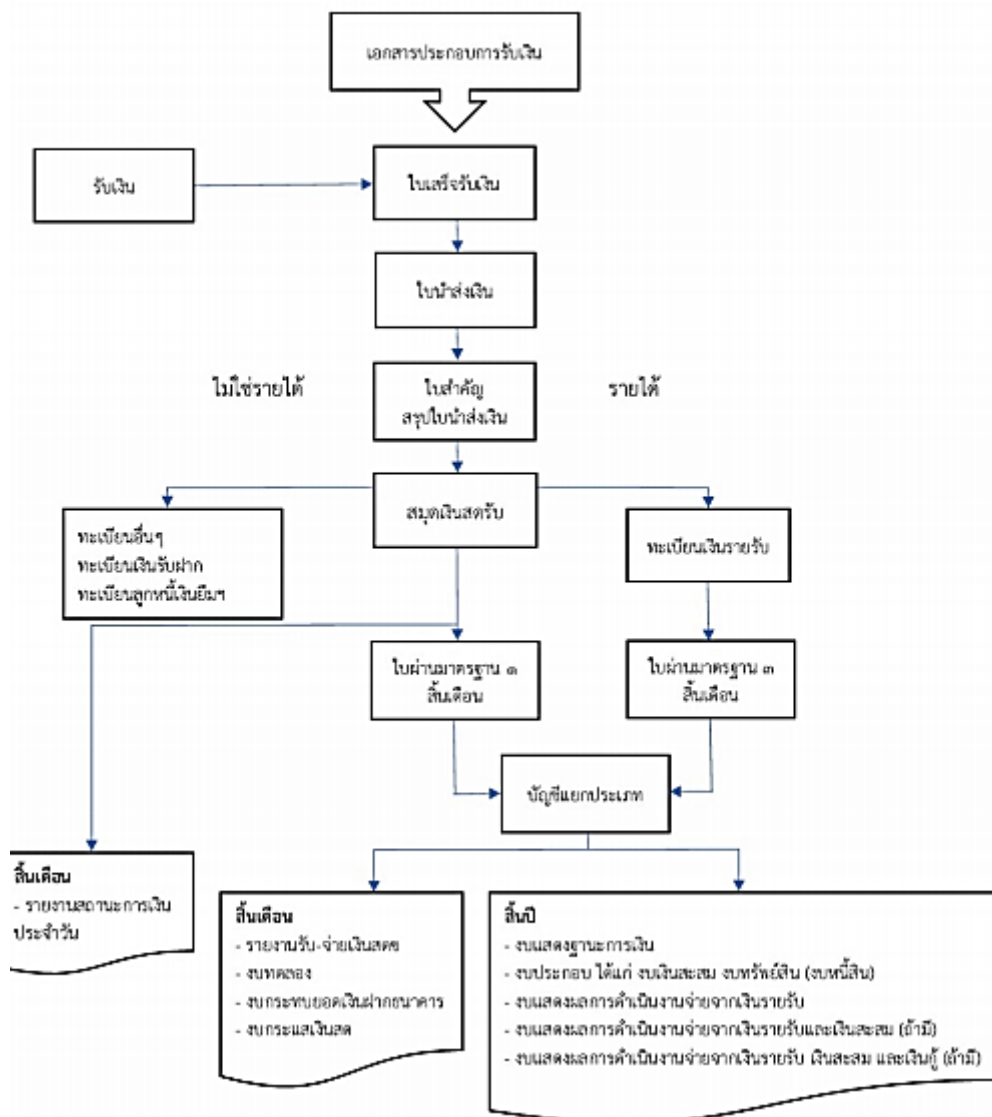 เอกสารประกอบการรับเงิน
รับเงิน
ใบเสร็จรับเงิน
ใบนำส่งเงิน
ไม่ใช่รายได้
ใบสำคัญ
สรุปใบนำส่งเงิน
รายได้
สมุดเงินสดรับ
ทะเบียนอื่นๆ
ทะเบียนเงินรับฝาก
ทะเบียนลูกหนี้เงินยืมฯ
ทะเบียนเงินรายรับ
ใบผ่านมาตรฐาน ๑
สิ้นเดือน
ใบผ่านมาตรฐาน ๓
สิ้นเดือน
บัญชีแยกประเภท
สิ้นเดือน
- รายงานสถานะการเงิน
ประจำวัน
สิ้นเดือน
- รายงานรับ-จ่ายเงินสดฃ
- งบทดลอง
- งบกระทบยอดเงินฝากธนาคาร
- งบกระแสเงินสด
สิ้นปี
- งบแสดงฐานะการเงิน
- งบประกอบ ได้แก่ งบเงินสะสม งบทรัพย์สิน (งบหนี้สิน)
- งบแสดงผลการดำเนินงานจ่ายจากเงินรายรับ
- งบแสดงผลการดำเนินงานจ่ายจากเงินรายรับและเงินสะสม (ถ้ามี)
- งบแสดงผลการดำเนินงานจ่ายจากเงินรายรับ เงินสะสม และเงินกู้ (ถ้ามี)